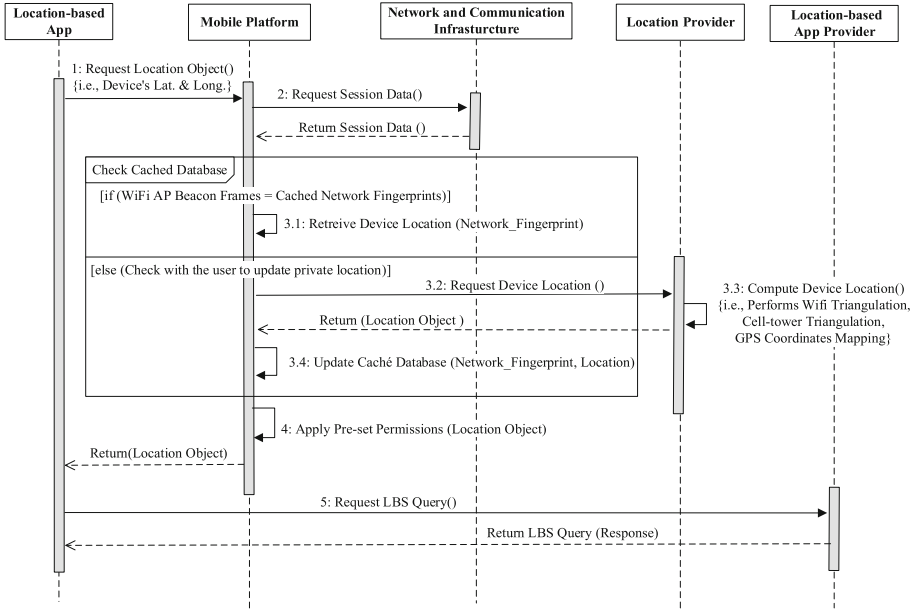 Location-based
App
Mobile Platform
Network and Communication
Infrasturcture
Location Provider
Location-based
App Provider
1: Request Location Object()
{i.e., Device's Lat. & Long.}
2: Request Session Data()
Return Session Data ()
Check Cached Database
[if (WiFi AP Beacon Frames = Cached Network Fingerprints)]
3.1: Retreive Device Location (Network_Fingerprint)
[else (Check with the user to update private location)]
3.2: Request Device Location ()
3.3: Compute Device Location()
{i.e., Performs Wifi Triangulation,
Cell-tower Triangulation,
GPS Coordinates Mapping}
Return (Location Object )
3.4: Update Caché Database (Network_Fingerprint, Location)
4: Apply Pre-set Permissions (Location Object)
Return(Location Object)
5: Request LBS Query()
Return LBS Query (Response)